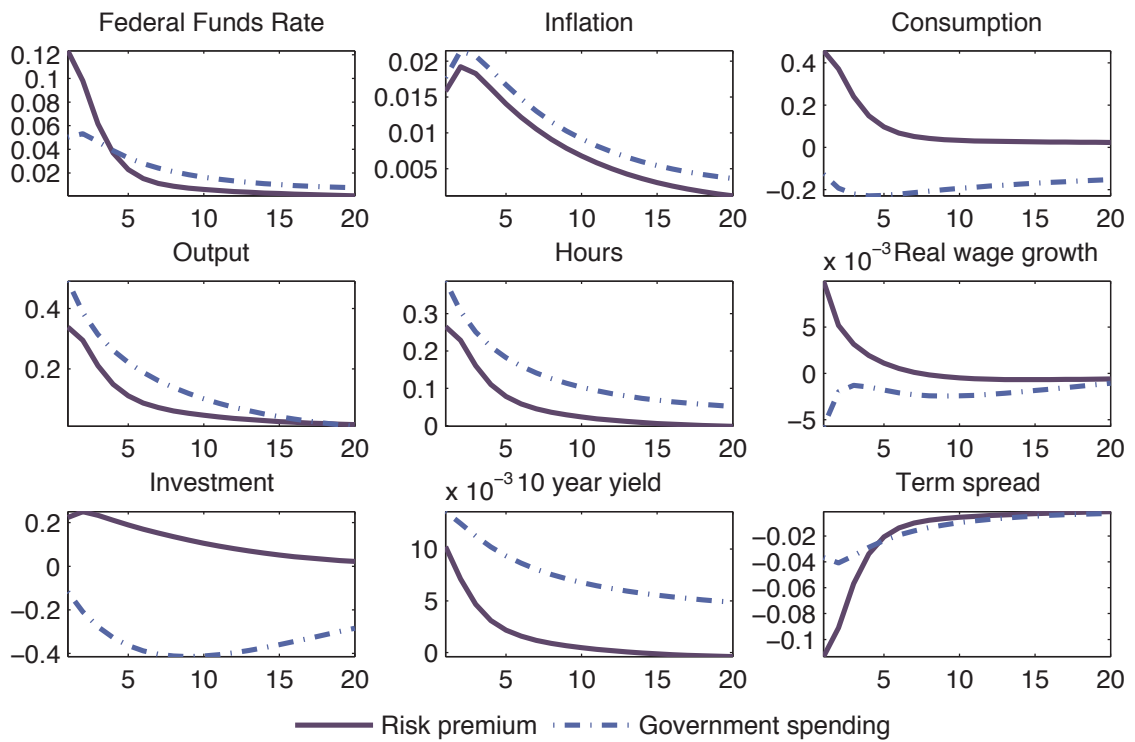 Federal Funds Rate
0.12
0.10
0.08
0.06
0.04
0.02
5 10 15 20
Inflation
0.02
0.015
0.01
0.005
5 10 15 20
Consumption
0.4
0.2
0
−0.2
5 10 15 20
Output
0.4
0.2
5 10 15 20
Hours
0.3
0.2
0.1
0
5 10 15 20
x 10⁻³ Real wage growth
5
0
−5
5 10 15 20
Investment
0.2
0
−0.2
−0.4
5 10 15 20
x 10⁻³ 10 year yield
10
5
0
5 10 15 20
Term spread
−0.02
−0.04
−0.06
−0.08
−0.1
5 10 15 20
Risk premium Government spending